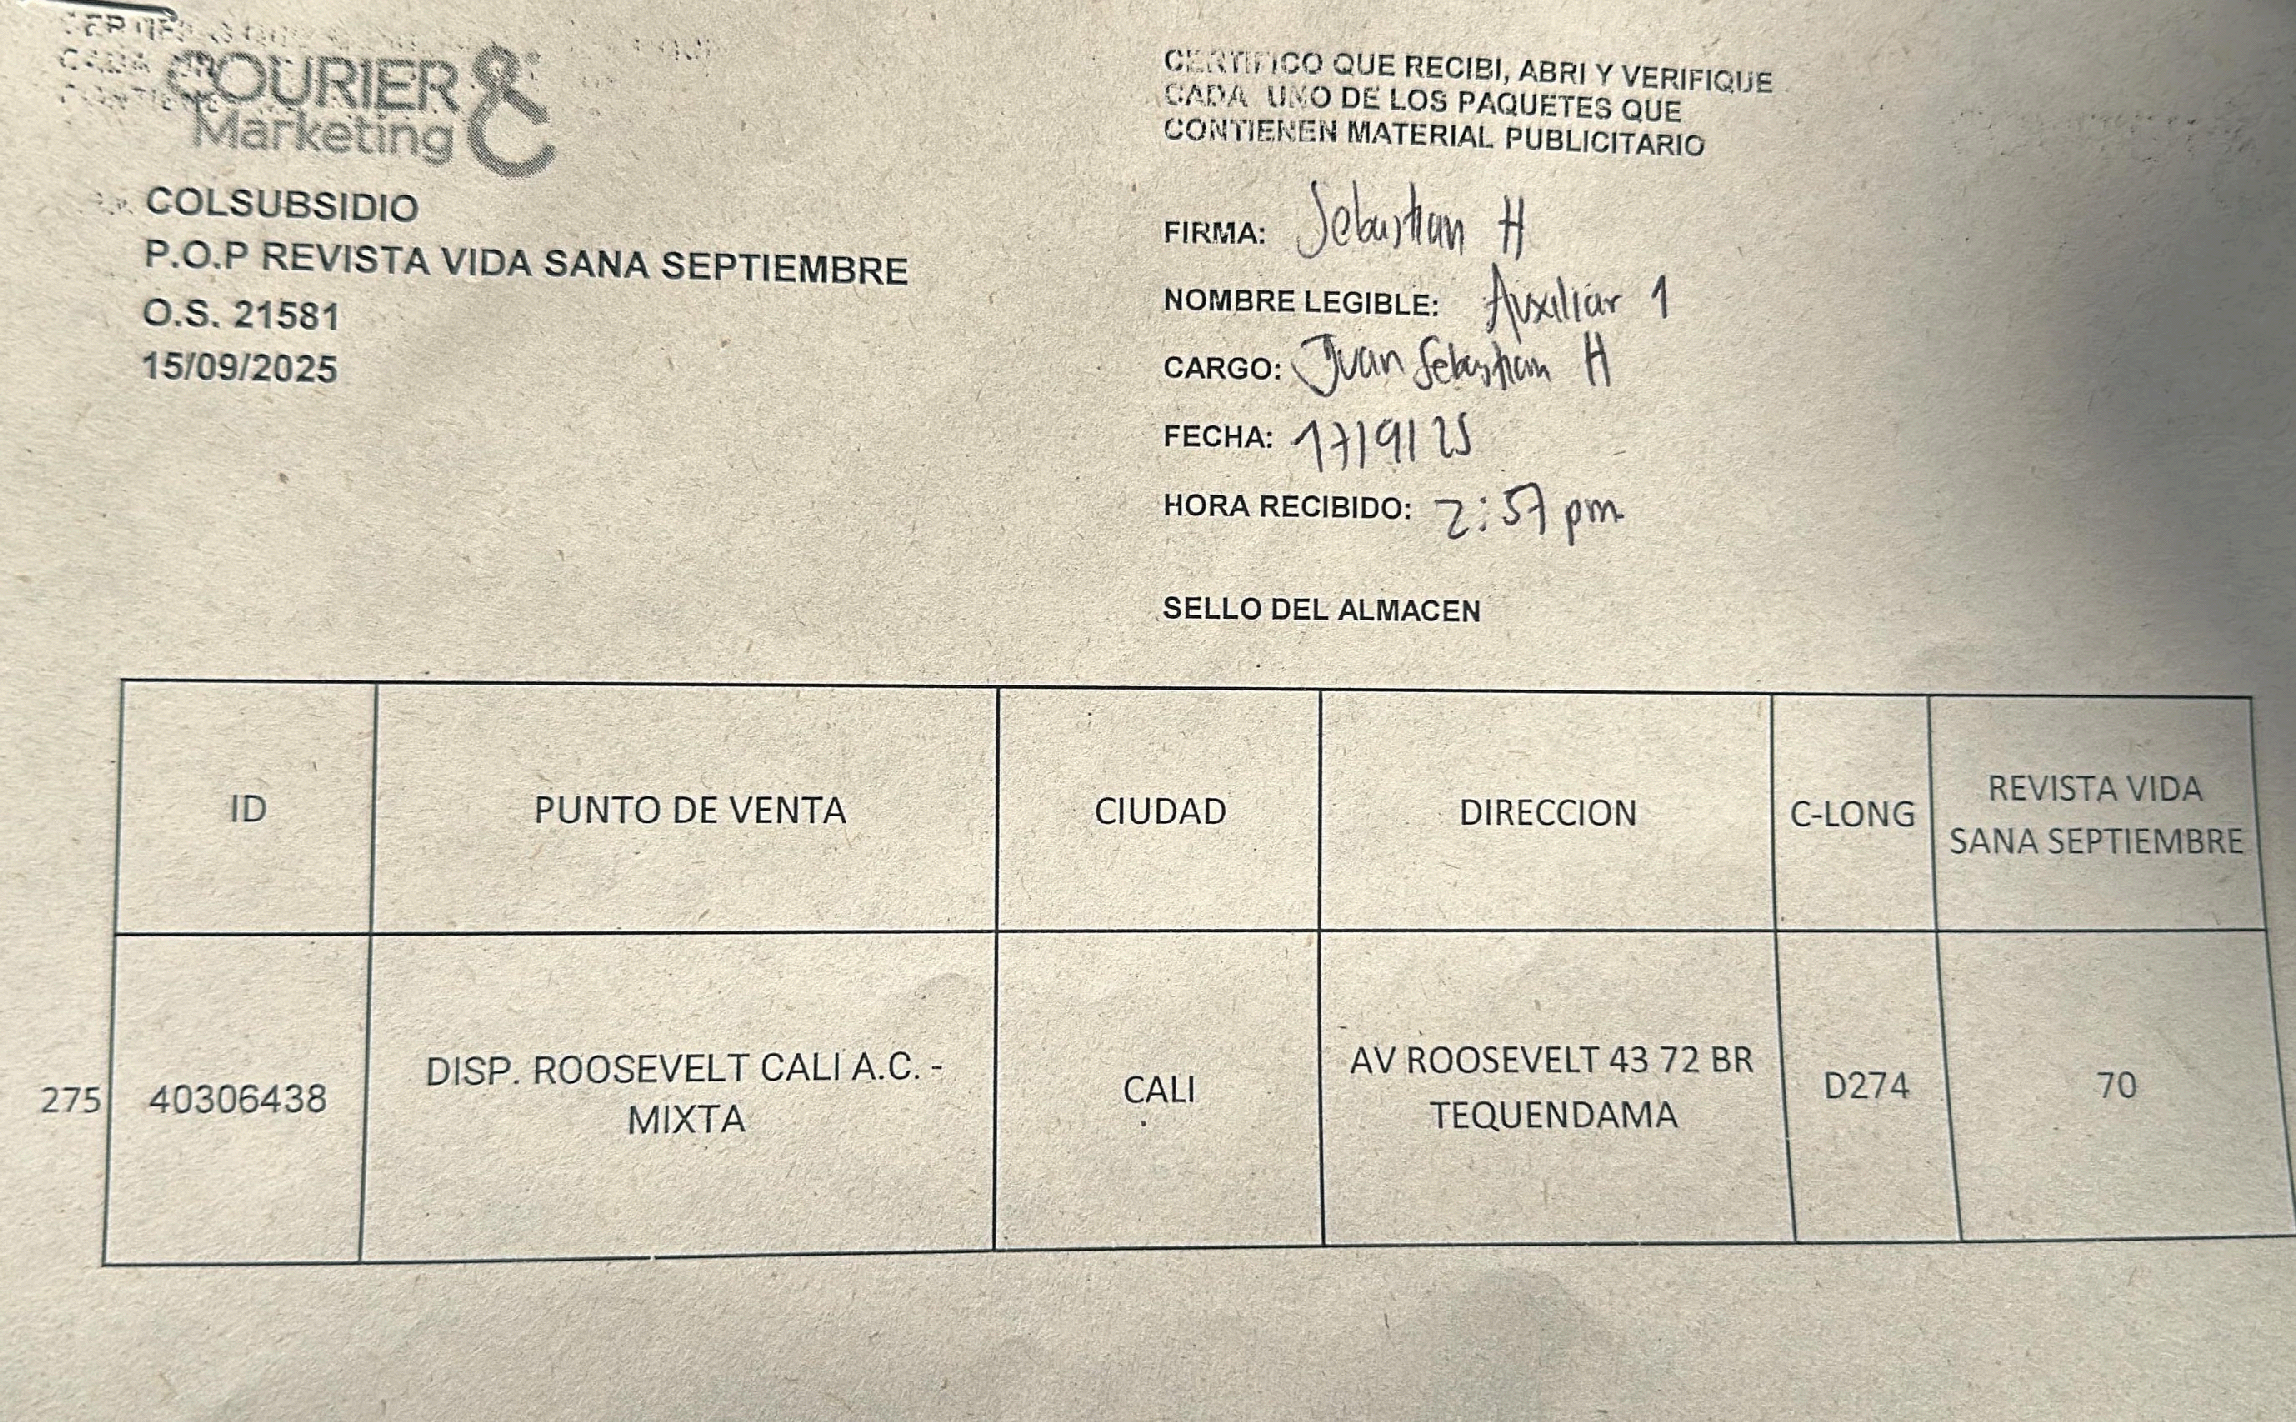 COURIER &
Marketing C
COLSUBSIDIO
P.O.P REVISTA VIDA SANA SEPTIEMBRE
O.S. 21581
15/09/2025
CERTIFICO QUE RECIBI, ABRI Y VERIFIQUE
CADA UNO DE LOS PAQUETES QUE
CONTIENEN MATERIAL PUBLICITARIO
FIRMA: Sebastian H
NOMBRE LEGIBLE: Auxiliar 1
CARGO: Juan Sebastian H
FECHA: 17/9/25
HORA RECIBIDO: 2:57 pm
SELLO DEL ALMACEN
ID PUNTO DE VENTA CIUDAD DIRECCION C-LONG REVISTA VIDA
SANA SEPTIEMBRE
275 40306438 DISP. ROOSEVELT CALI A.C. - CALI AV ROOSEVELT 43 72 BR D274 70
MIXTA TEQUENDAMA